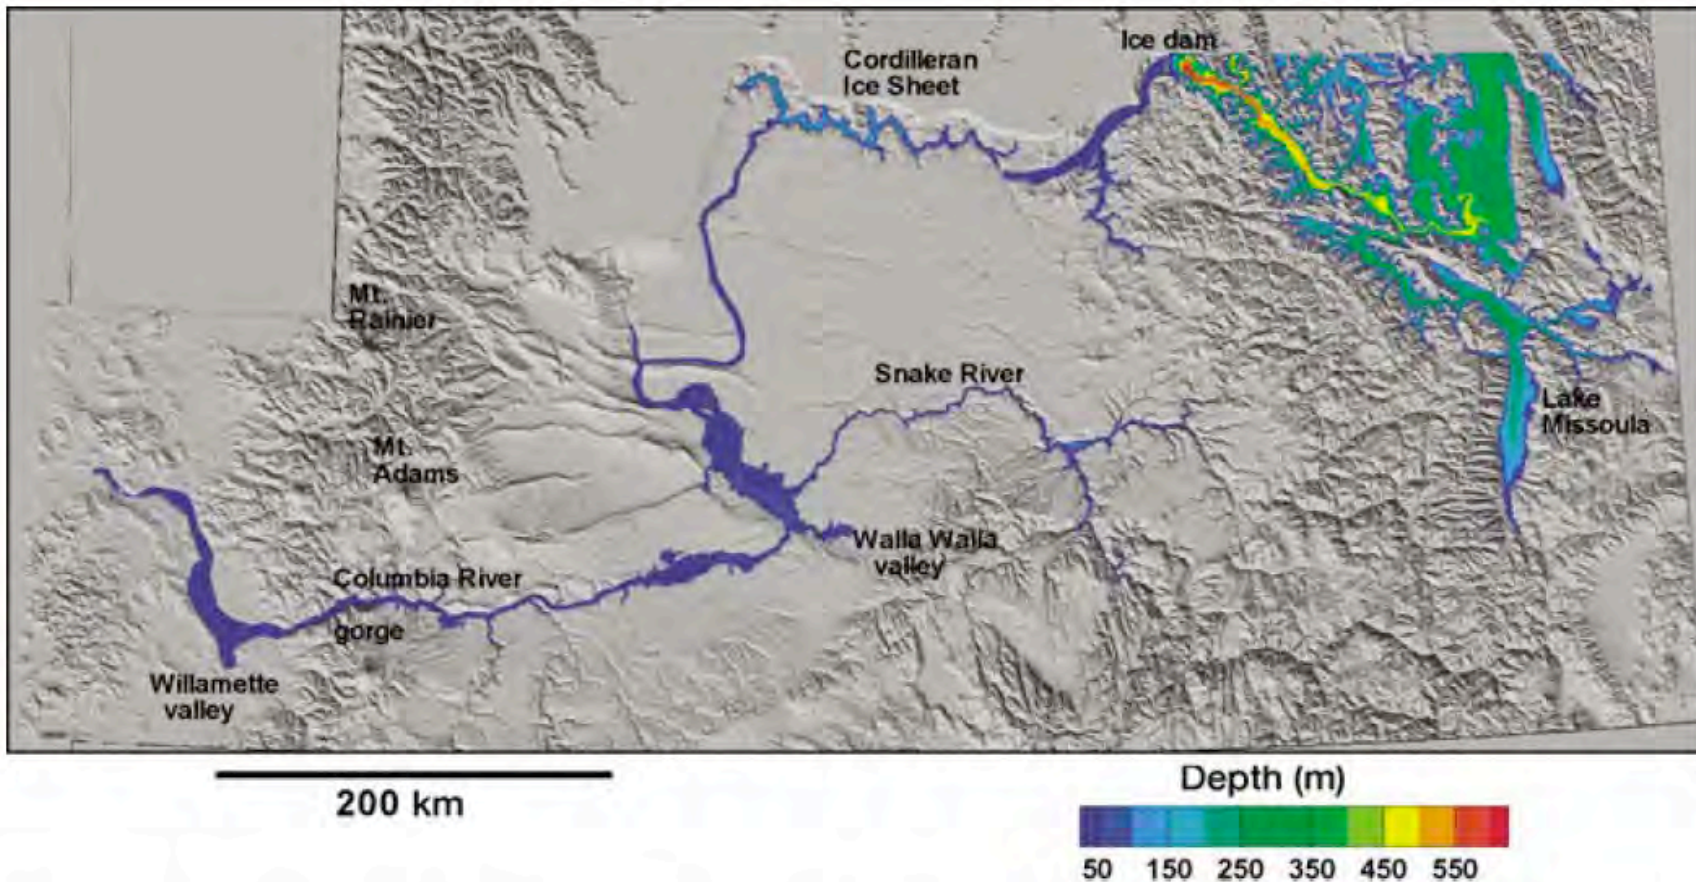 Ice dam
Cordilleran
Ice Sheet
Mt.
Rainier
Snake River
Lake
Missoula
Mt.
Adams
Walla Walla
valley
Columbia River
gorge
Willamette
valley
200 km
Depth (m)
50 150 250 350 450 550